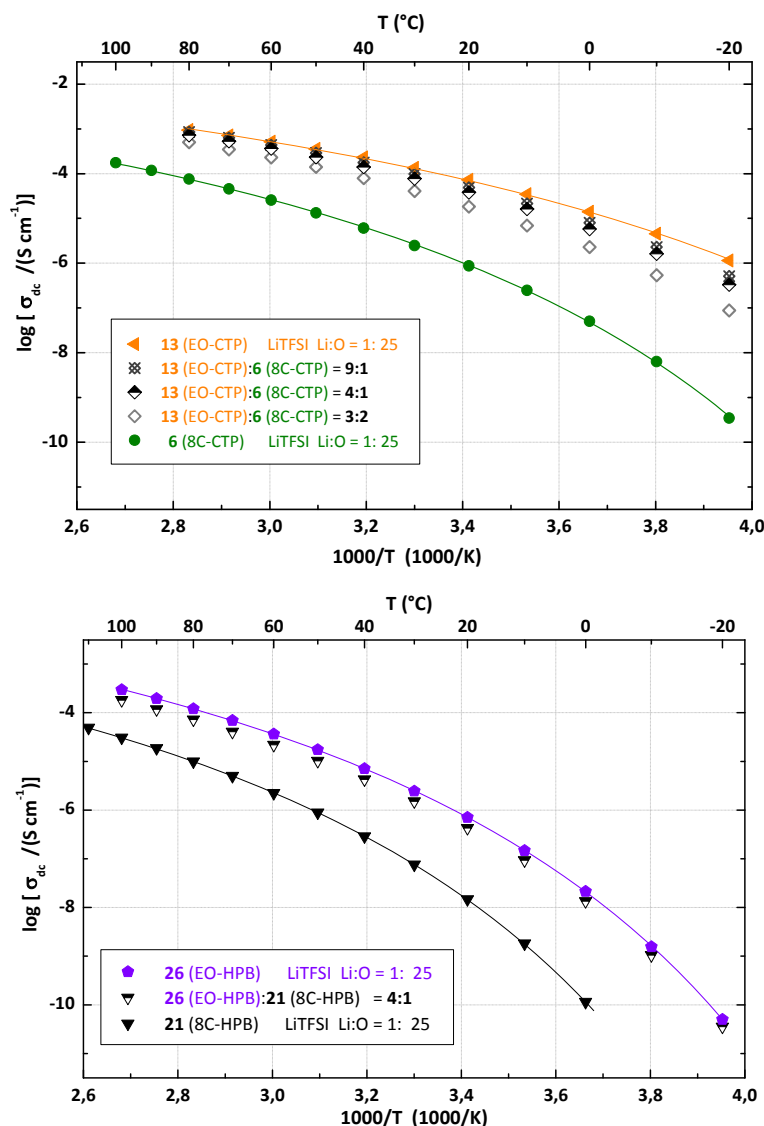 T (°C)
100 80 60 40 20 0 -20
-2
-4
-6
-8
-10
log [ σdc /(S cm-1)]
13 (EO-CTP) LiTFSI Li:O = 1: 25
13 (EO-CTP):6 (8C-CTP) = 9:1
13 (EO-CTP):6 (8C-CTP) = 4:1
13 (EO-CTP):6 (8C-CTP) = 3:2
6 (8C-CTP) LiTFSI Li:O = 1: 25
2,6 2,8 3,0 3,2 3,4 3,6 3,8 4,0
1000/T (1000/K)
T (°C)
100 80 60 40 20 0 -20
-4
-6
-8
-10
log [ σdc /(S cm-1)]
26 (EO-HPB) LiTFSI Li:O = 1: 25
26 (EO-HPB):21 (8C-HPB) = 4:1
21 (8C-HPB) LiTFSI Li:O = 1: 25
2,6 2,8 3,0 3,2 3,4 3,6 3,8 4,0
1000/T (1000/K)